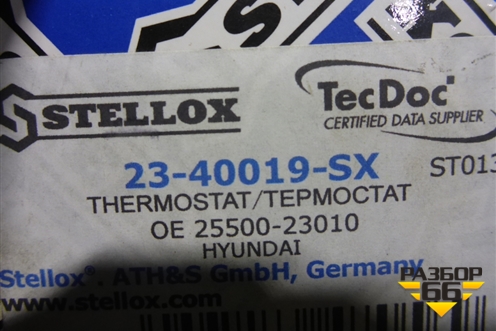 STELLOX
TecDoc
CERTIFIED DATA SUPPLIER
23-40019-SX
ST013
THERMOSTAT/ТЕРМОСТАТ
OE 25500-23010
HYUNDAI
Stellox®. ATH&S GmbH, Germany
www.stellox.com
РАЗБОР
66